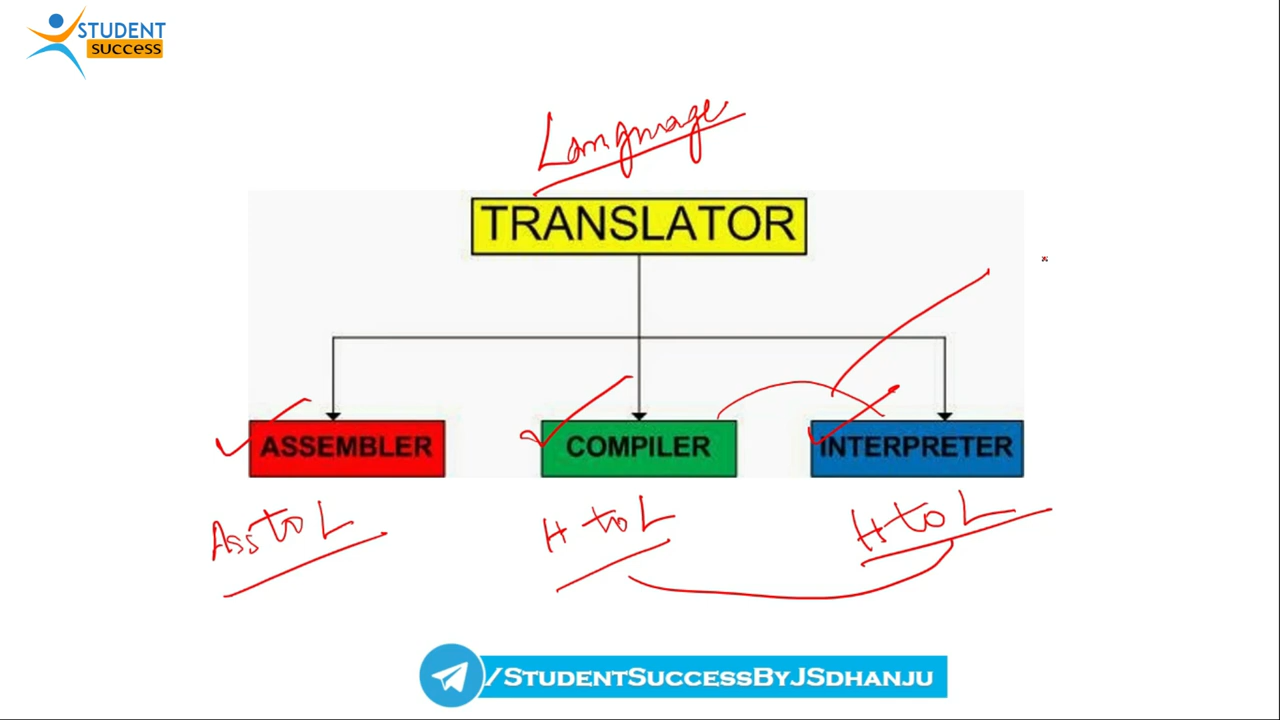 STUDENT
success
Language
TRANSLATOR
ASSEMBLER
COMPILER
INTERPRETER
Ass to L
H to L
H to L
/STUDENTSUCCESSBYJSDHANJU